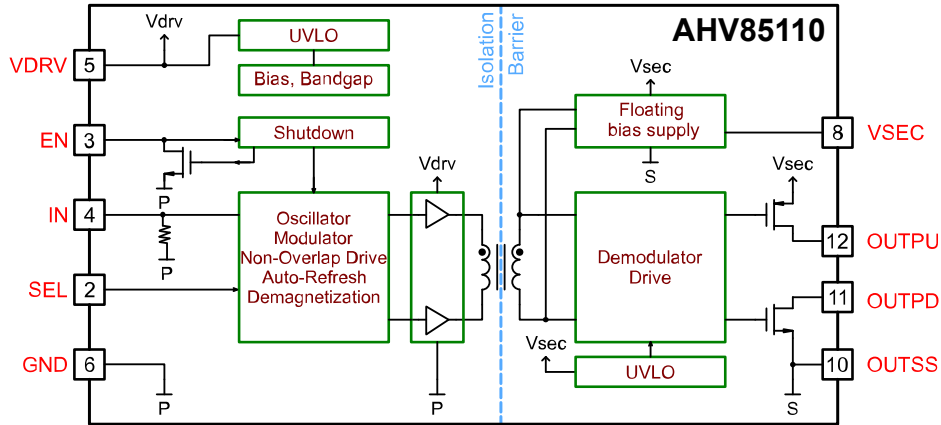 AHV85110
Isolation
Barrier
Vdrv
UVLO
VDRV
5
Bias, Bandgap
Vsec
Floating
bias supply
8
VSEC
EN
3
Shutdown
P
Vdrv
S
Vsec
IN
4
P
Oscillator
Modulator
Non-Overlap Drive
Auto-Refresh
Demagnetization
Demodulator
Drive
12
OUTPU
SEL
2
11
OUTPD
Vsec
GND
6
UVLO
10
OUTSS
P
P
S